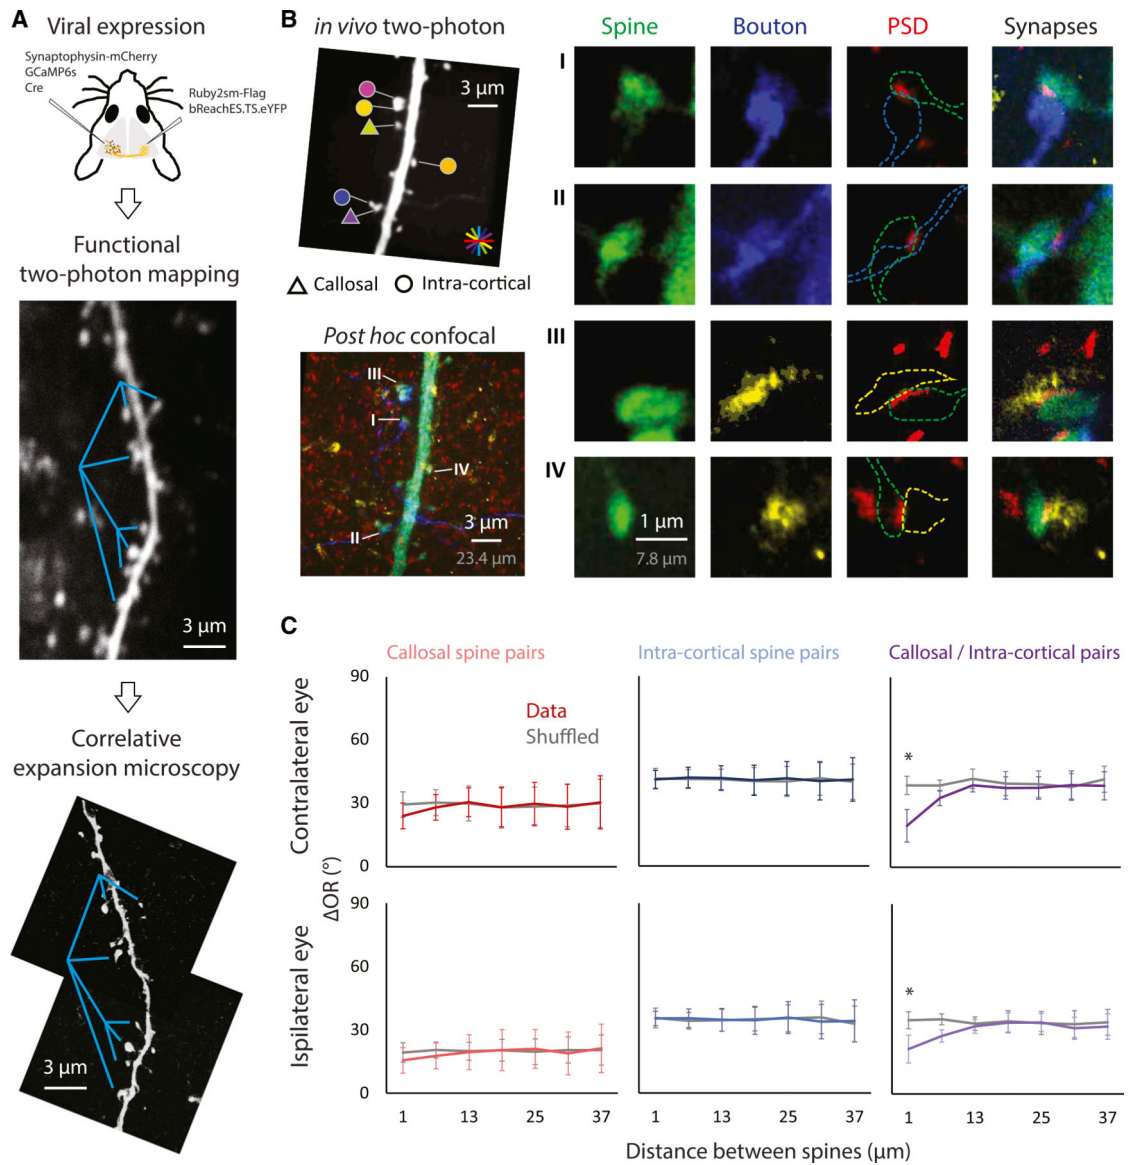 A
Viral expression
Synaptophysin-mCherry
GCaMP6s
Cre
Ruby2sm-Flag
bReachES.TS.eYFP
Functional
two-photon mapping
3 µm
Correlative
expansion microscopy
3 µm
B
in vivo two-photon
3 µm
Callosal
Intra-cortical
Post hoc confocal
III
I
IV
II
3 µm
23.4 µm
Spine
Bouton
PSD
Synapses
I
II
III
IV
1 µm
7.8 µm
C
Callosal spine pairs
Intra-cortical spine pairs
Callosal / Intra-cortical pairs
Contralateral eye
90
60
30
0
Data
Shuffled
*
ΔOR (°)
Ispilateral eye
90
60
30
0
*
1 13 25 37
1 13 25 37
1 13 25 37
Distance between spines (µm)